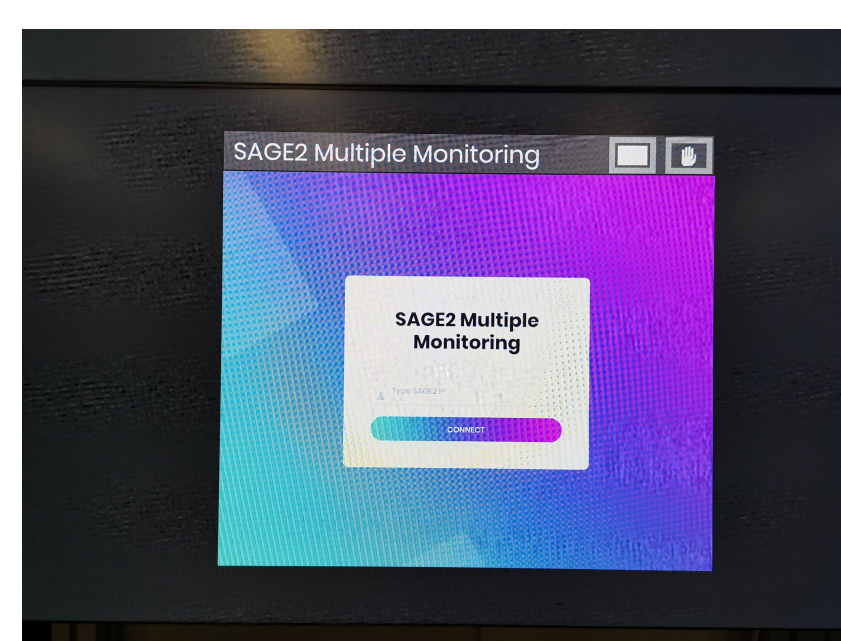 SAGE2 Multiple Monitoring
SAGE2 Multiple
Monitoring
Type SAGE2 IP
CONNECT